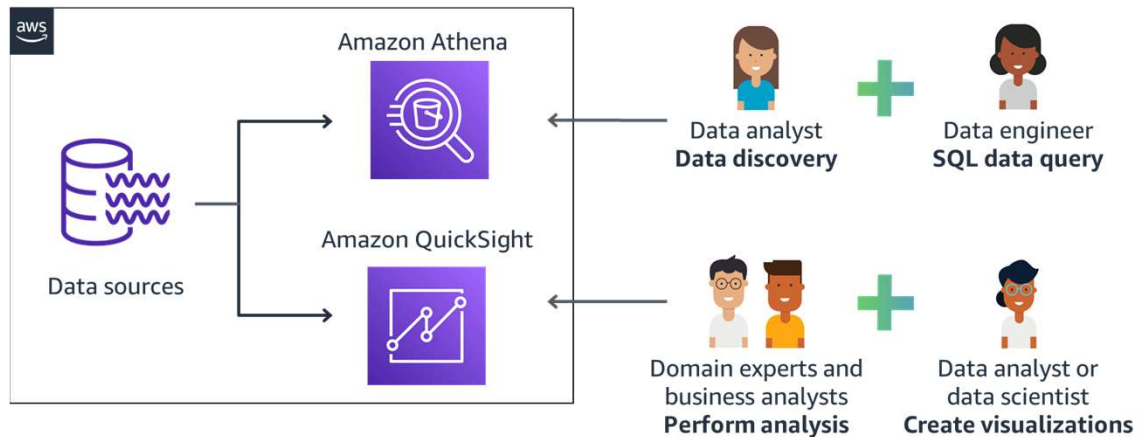 aws
Amazon Athena
Data analyst
Data discovery
Data engineer
SQL data query
Data sources
Amazon QuickSight
Domain experts and
business analysts
Perform analysis
Data analyst or
data scientist
Create visualizations